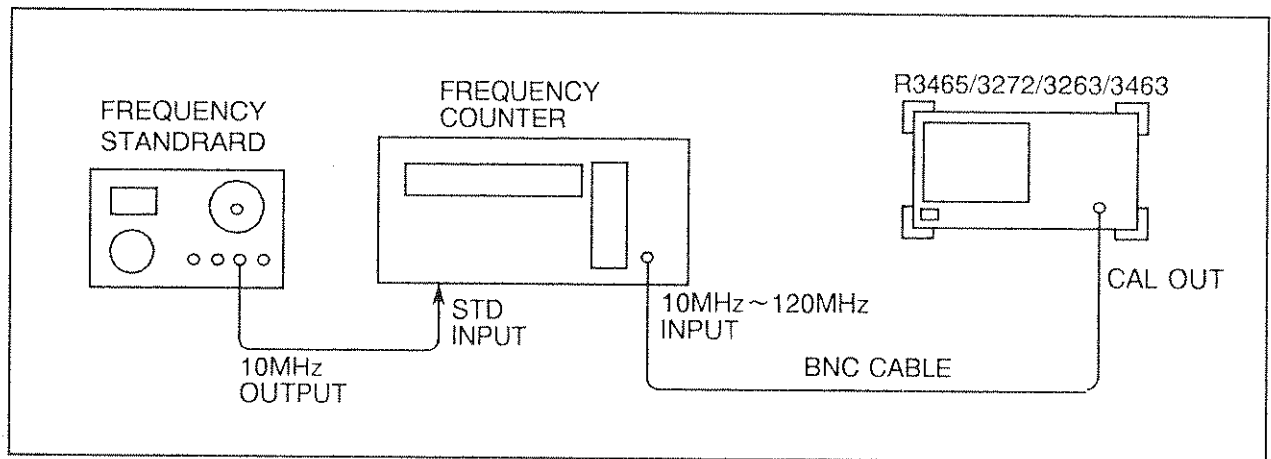 FREQUENCY
STANDRARD
FREQUENCY
COUNTER
R3465/3272/3263/3463
10MHz
OUTPUT
STD
INPUT
10MHz～120MHz
INPUT
CAL OUT
BNC CABLE